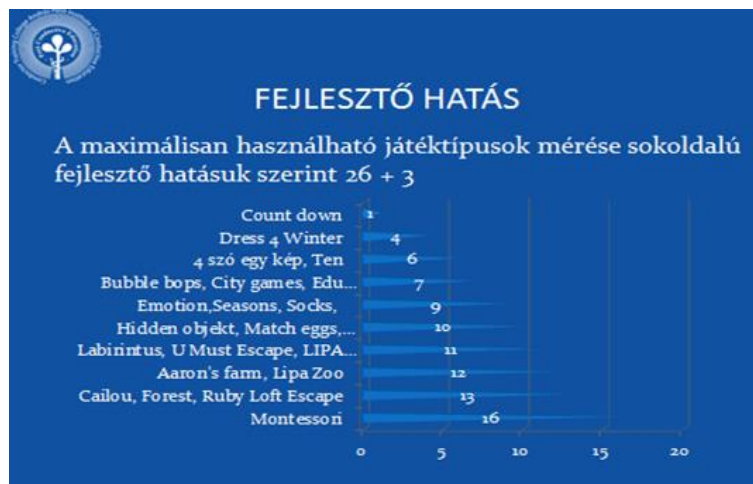 FEJLESZTŐ HATÁS
A maximálisan használható játéktípusok mérése sokoldalú
fejlesztő hatásuk szerint 26 + 3
Count down 1
Dress 4 Winter 4
4 szó egy kép, Ten 6
Bubble bops, City games, Edu... 7
Emotion,Seasons, Socks, 9
Hidden objekt, Match eggs,... 10
Labirintus, U Must Escape, LIPA... 11
Aaron's farm, Lipa Zoo 12
Cailou, Forest, Ruby Loft Escape 13
Montessori 16
0 5 10 15 20